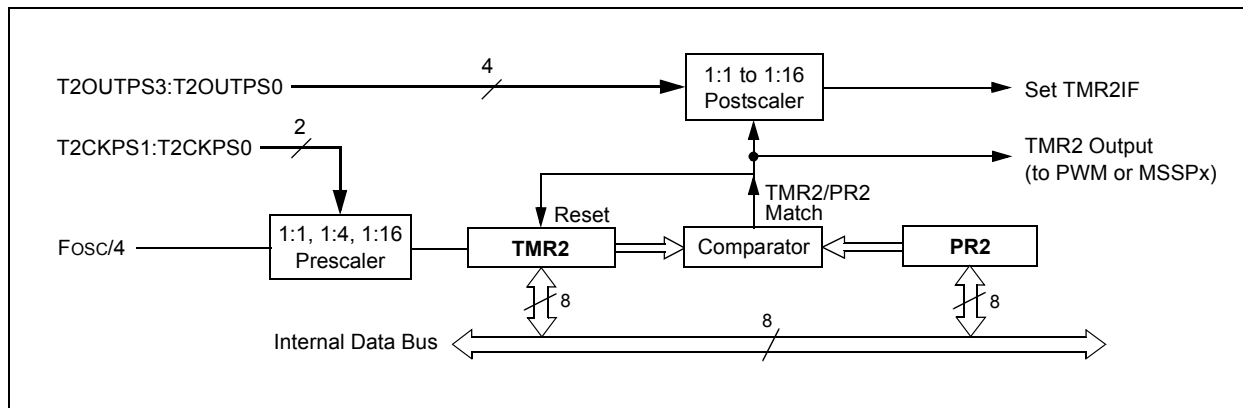 T2OUTPS3:T2OUTPS0
4
1:1 to 1:16
Postscaler
Set TMR2IF
T2CKPS1:T2CKPS0
2
TMR2 Output
(to PWM or MSSPx)
TMR2/PR2
Match
Reset
FOSC/4
1:1, 1:4, 1:16
Prescaler
TMR2
Comparator
PR2
8
8
8
Internal Data Bus